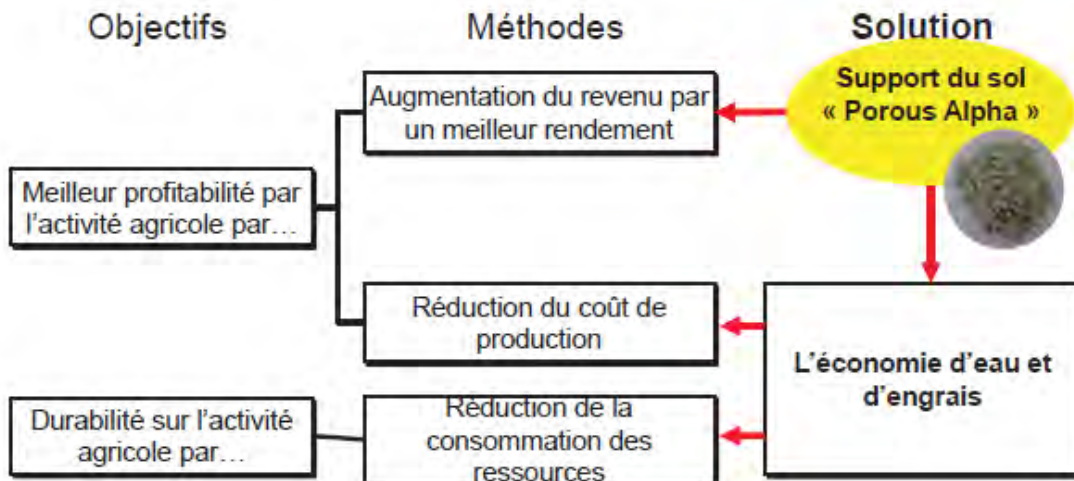 Objectifs
Méthodes
Solution
Support du sol
« Porous Alpha »
Augmentation du revenu par
un meilleur rendement
Meilleur profitabilité par
l'activité agricole par…
Réduction du coût de
production
L'économie d'eau et
d'engrais
Durabilité sur l'activité
agricole par…
Réduction de la
consommation des
ressources